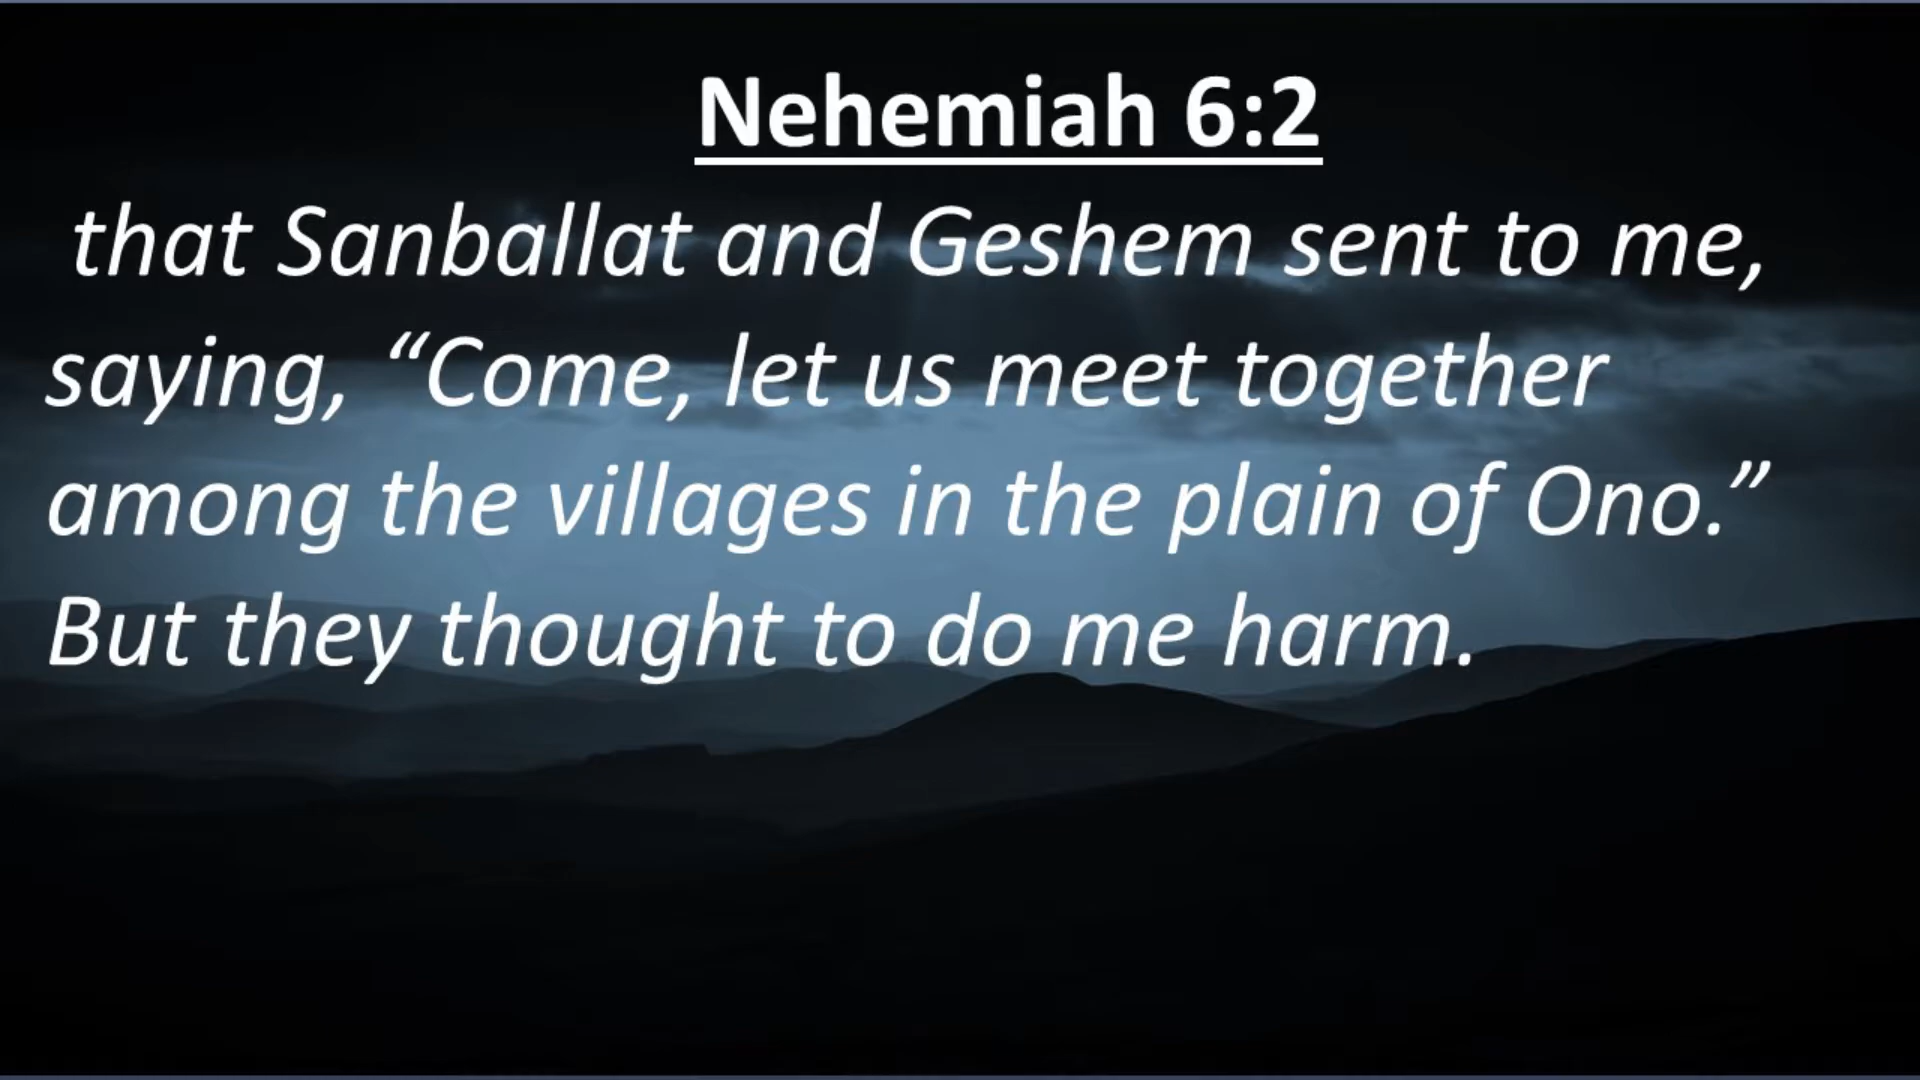 Nehemiah 6:2
that Sanballat and Geshem sent to me,
saying, “Come, let us meet together
among the villages in the plain of Ono.”
But they thought to do me harm.